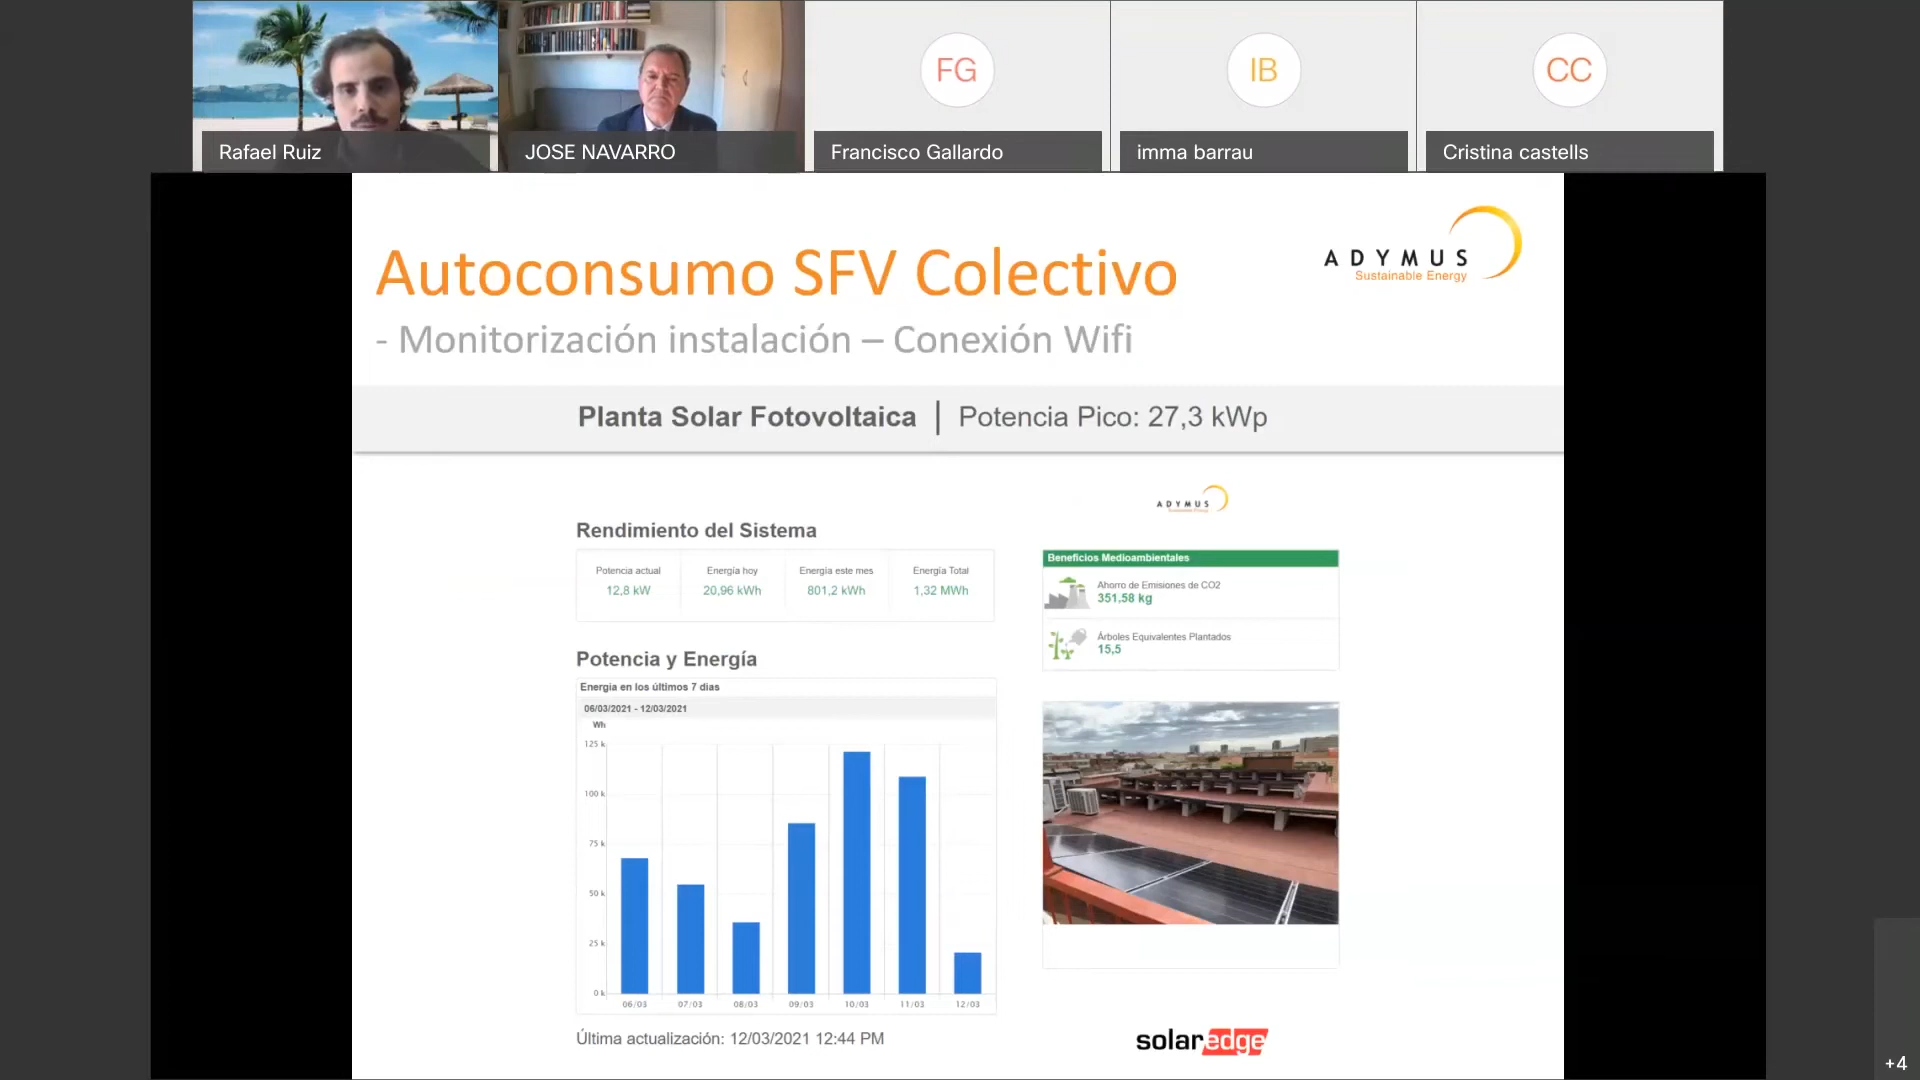 FG
IB
CC
Rafael Ruiz
JOSE NAVARRO
Francisco Gallardo
imma barrau
Cristina castells
ADYMUS
Sustainable Energy
Autoconsumo SFV Colectivo
- Monitorización instalación – Conexión Wifi
Planta Solar Fotovoltaica | Potencia Pico: 27,3 kWp
ADYMUS
Rendimiento del Sistema
Potencia actual
12,8 kW
Energía hoy
20,96 kWh
Energía este mes
801,2 kWh
Energía Total
1,32 MWh
Beneficios Medioambientales
Ahorro de Emisiones de CO2
351,58 kg
Árboles Equivalentes Plantados
15,5
Potencia y Energía
Energía en los últimos 7 días
06/03/2021 - 12/03/2021
Wh
125 k
100 k
75 k
50 k
25 k
0 k
06/03
07/03
08/03
09/03
10/03
11/03
12/03
Última actualización: 12/03/2021 12:44 PM
solaredge
+4